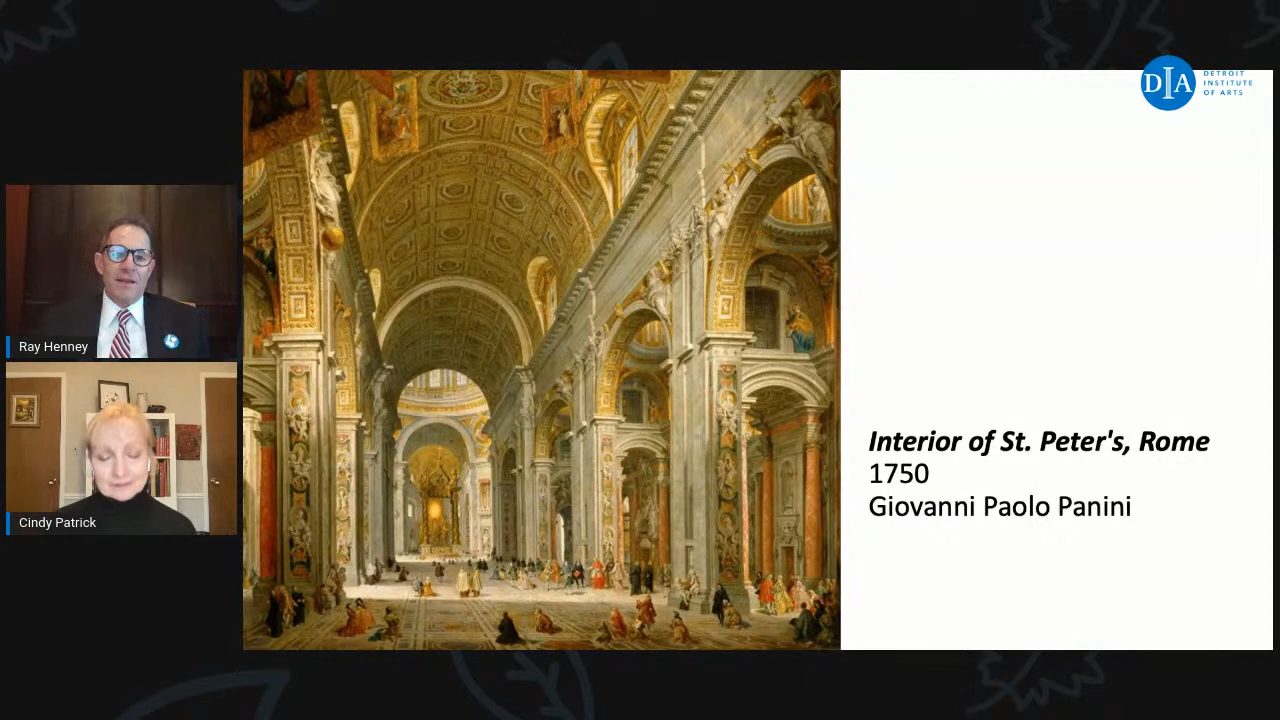 DIA
DETROIT
INSTITUTE
OF ARTS
Ray Henney
Cindy Patrick
Interior of St. Peter's, Rome
1750
Giovanni Paolo Panini